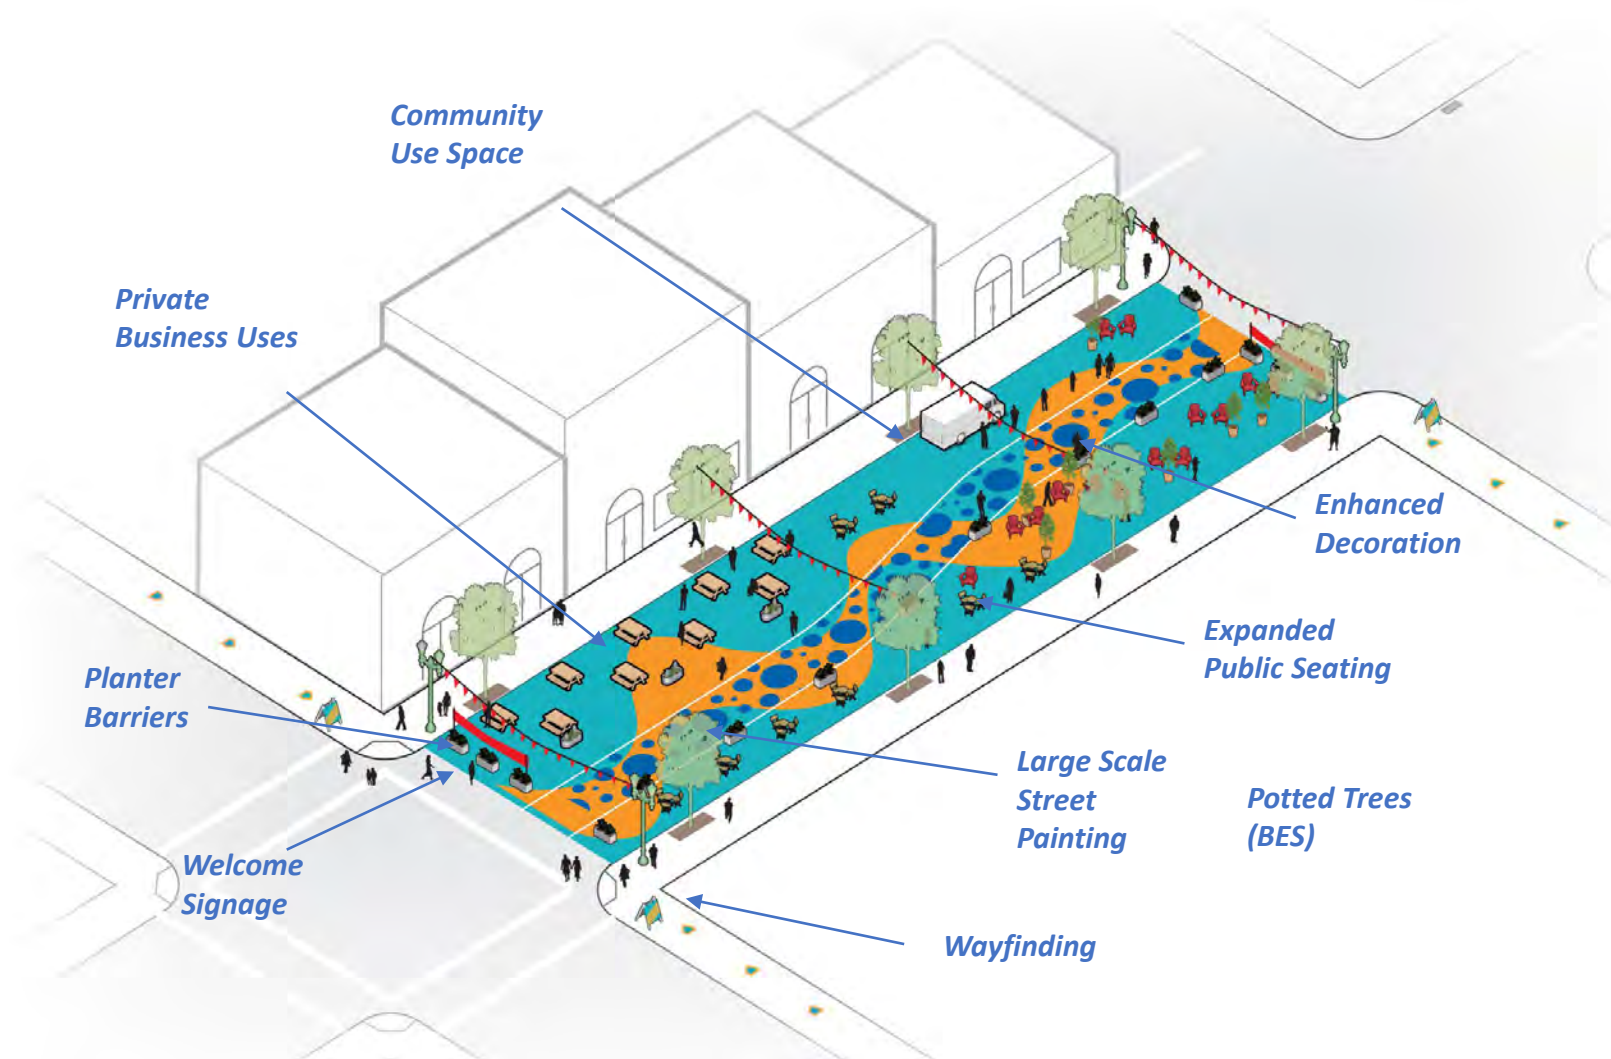 Community
Use Space
Private
Business Uses
Enhanced
Decoration
Expanded
Public Seating
Planter
Barriers
Large Scale
Street
Painting
Potted Trees
(BES)
Welcome
Signage
Wayfinding